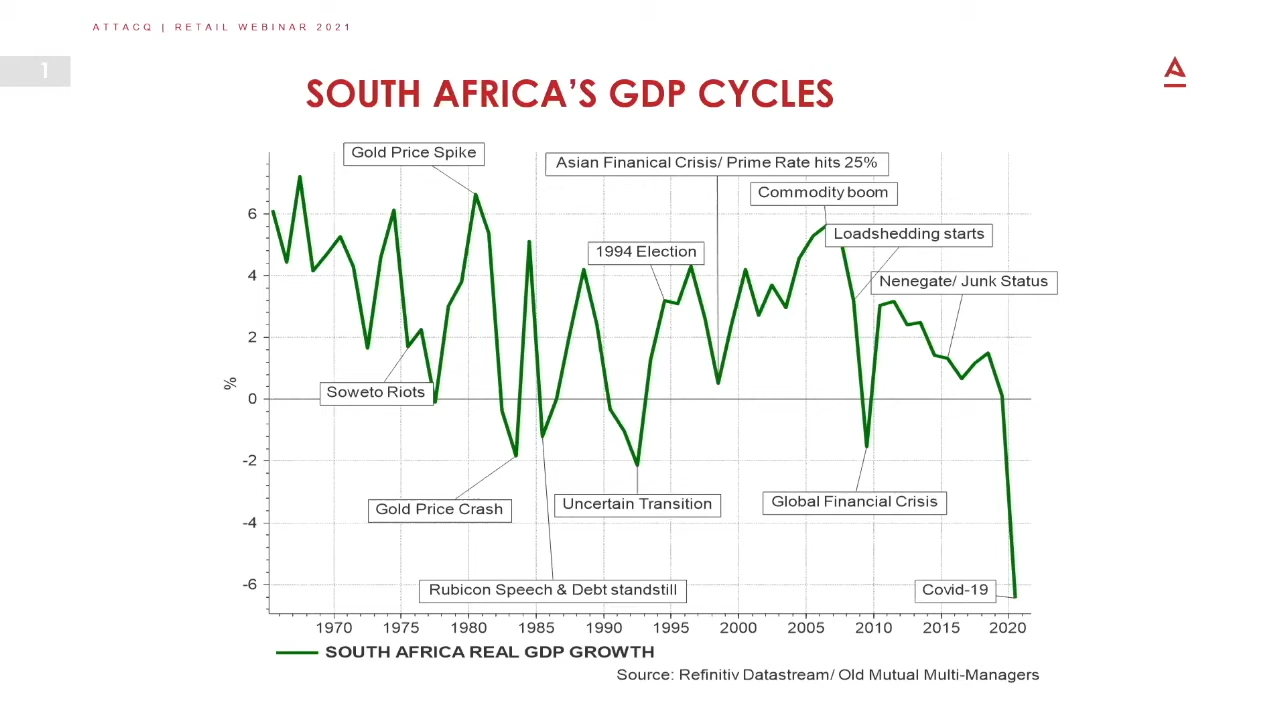 ATTACQ | RETAIL WEBINAR 2021
1
SOUTH AFRICA’S GDP CYCLES
Gold Price Spike
Asian Finanical Crisis/ Prime Rate hits 25%
Commodity boom
Loadshedding starts
1994 Election
Nenegate/ Junk Status
Soweto Riots
Gold Price Crash
Uncertain Transition
Global Financial Crisis
Rubicon Speech & Debt standstill
Covid-19
%
6
4
2
0
-2
-4
-6
1970 1975 1980 1985 1990 1995 2000 2005 2010 2015 2020
SOUTH AFRICA REAL GDP GROWTH
Source: Refinitiv Datastream/ Old Mutual Multi-Managers